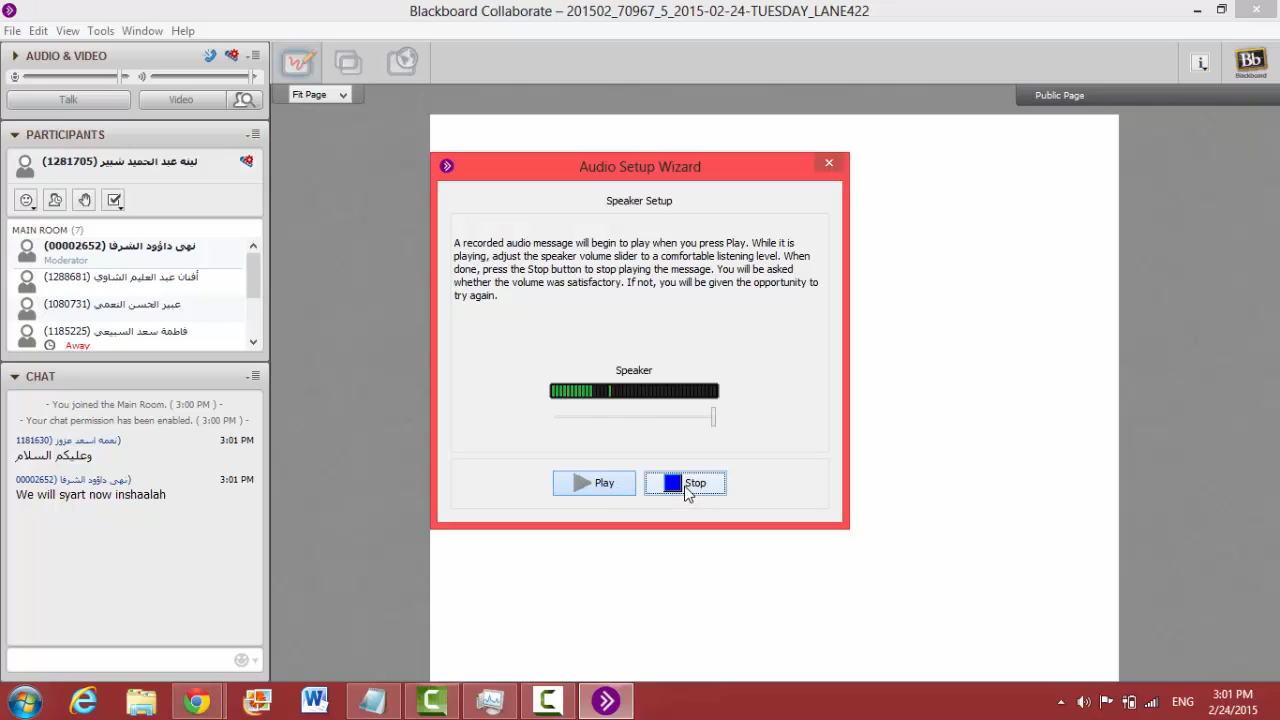 Blackboard Collaborate – 201502_70967_5_2015-02-24-TUESDAY_LANE422
File Edit View Tools Window Help
AUDIO & VIDEO
Talk Video
PARTICIPANTS
لينه عبد الحميد شبير (1281705)
MAIN ROOM (7)
نهى داؤود الشرفا (00002652)
Moderator
أفنان عبد العليم الشاوي (1288681)
عبير الحسن النعمي (1080731)
فاطمة سعد السبيعي (1185225)
Away
CHAT
- You joined the Main Room. ( 3:00 PM ) -
- Your chat permission has been enabled. ( 3:00 PM ) -
1181630) نعمه اسعد عزوز) 3:01 PM
وعليكم السلام
00002652) نهى داؤود الشرفا) 3:01 PM
We will syart now inshaalah
Fit Page
Public Page
i
Bb
Blackboard
Audio Setup Wizard
Speaker Setup
A recorded audio message will begin to play when you press Play. While it is
playing, adjust the speaker volume slider to a comfortable listening level. When
done, press the Stop button to stop playing the message. You will be asked
whether the volume was satisfactory. If not, you will be given the opportunity to
try again.
Speaker
Play Stop
ENG
3:01 PM
2/24/2015